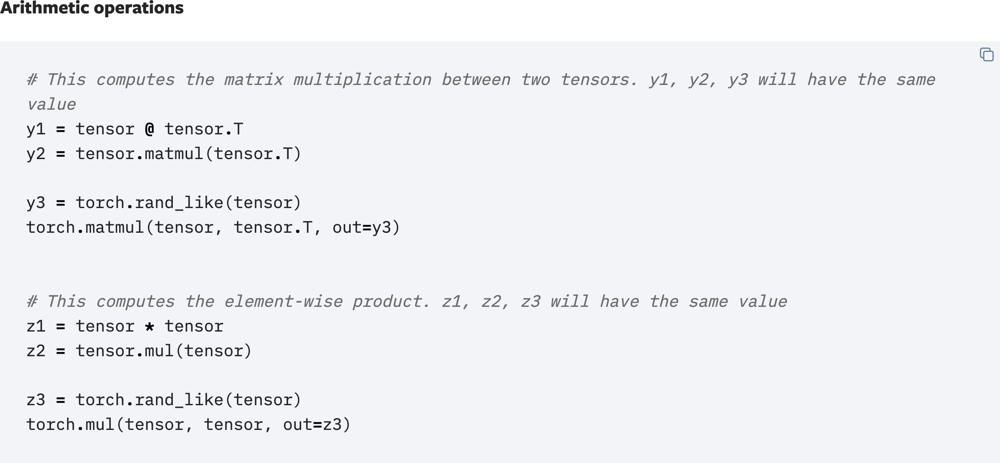 Arithmetic operations
# This computes the matrix multiplication between two tensors. y1, y2, y3 will have the same
value
y1 = tensor @ tensor.T
y2 = tensor.matmul(tensor.T)
y3 = torch.rand_like(tensor)
torch.matmul(tensor, tensor.T, out=y3)
# This computes the element-wise product. z1, z2, z3 will have the same value
z1 = tensor * tensor
z2 = tensor.mul(tensor)
z3 = torch.rand_like(tensor)
torch.mul(tensor, tensor, out=z3)